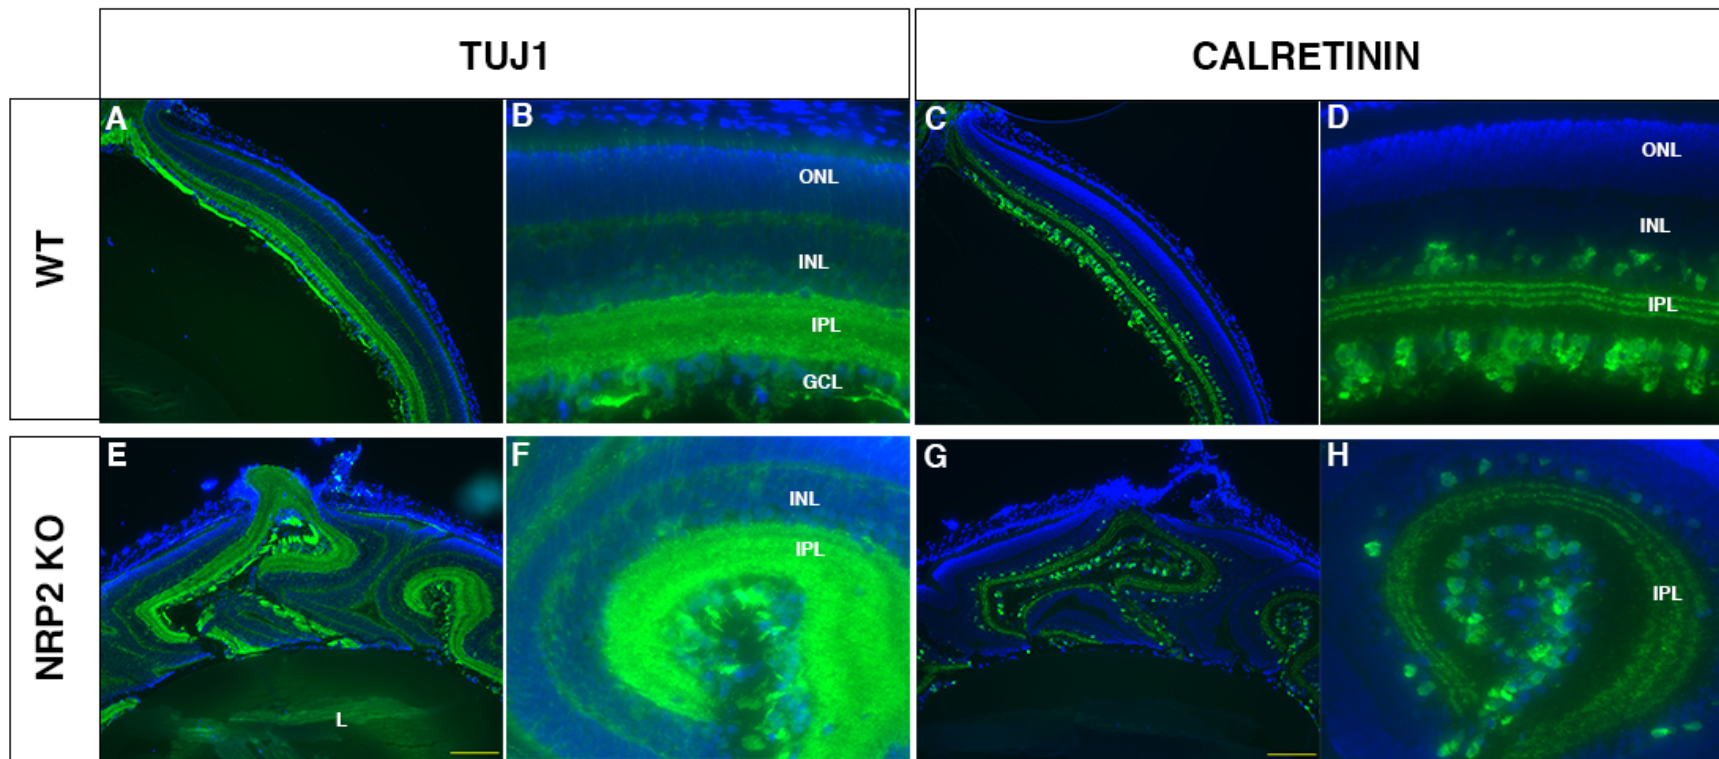 TUJ1
CALRETININ
WT
A
B
ONL
INL
IPL
GCL
C
D
ONL
INL
IPL
NRP2 KO
E
L
F
INL
IPL
G
H
IPL